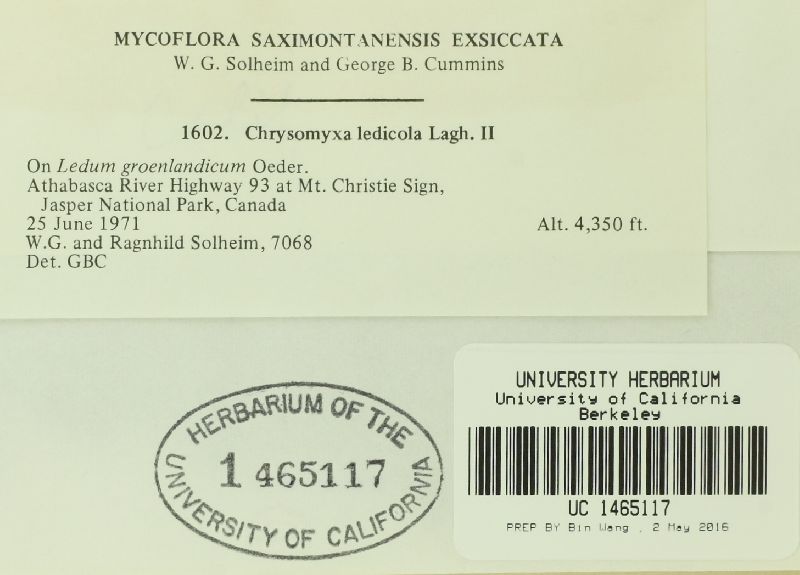 MYCOFLORA SAXIMONTANENSIS EXSICCATA
W. G. Solheim and George B. Cummins
1602. Chrysomyxa ledicola Lagh. II
On Ledum groenlandicum Oeder.
Athabasca River Highway 93 at Mt. Christie Sign,
Jasper National Park, Canada
25 June 1971 Alt. 4,350 ft.
W.G. and Ragnhild Solheim, 7068
Det. GBC
HERBARIUM OF THE
1 465117
UNIVERSITY OF CALIFORNIA
UNIVERSITY HERBARIUM
University of California
Berkeley
UC 1465117
PREP BY Bin Wang , 2 May 2016